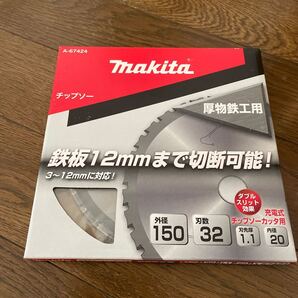 A-67424
makita
チップソー
厚物鉄工用
鉄板12mmまで切断可能!
3～12mmに対応!
ダブル
スリット
効果
充電式
チップソーカッタ用
外径
150
刃数
32
刃先厚
1.1
内径
20